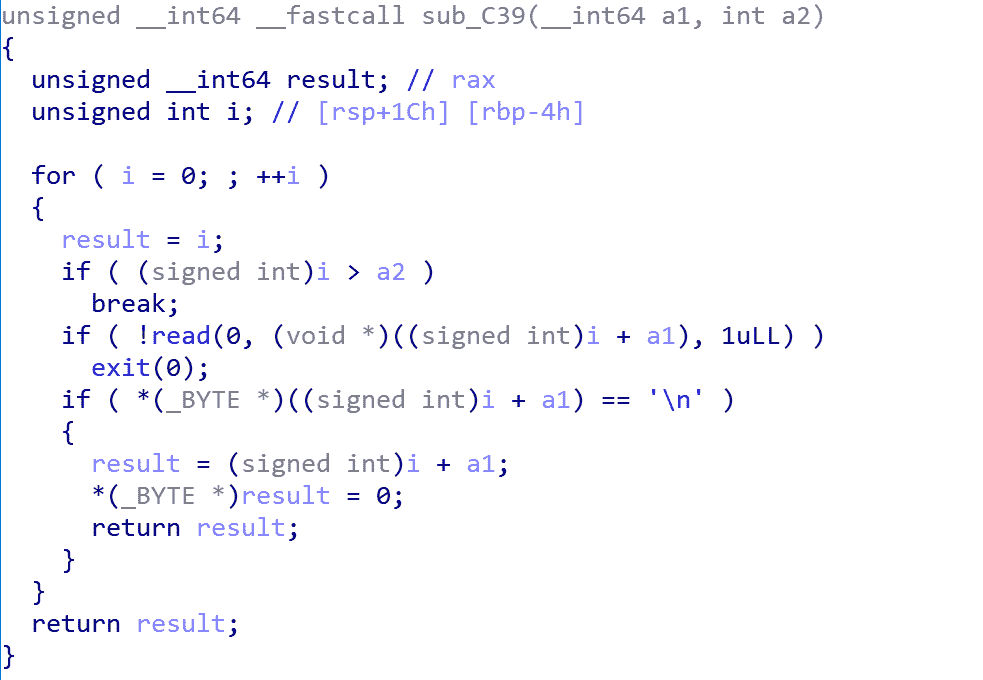 unsigned __int64 __fastcall sub_C39(__int64 a1, int a2)
{
  unsigned __int64 result; // rax
  unsigned int i; // [rsp+1Ch] [rbp-4h]

  for ( i = 0; ; ++i )
  {
    result = i;
    if ( (signed int)i > a2 )
      break;
    if ( !read(0, (void *)((signed int)i + a1), 1uLL) )
      exit(0);
    if ( *(_BYTE *)((signed int)i + a1) == '\n' )
    {
      result = (signed int)i + a1;
      *(_BYTE *)result = 0;
      return result;
    }
  }
  return result;
}